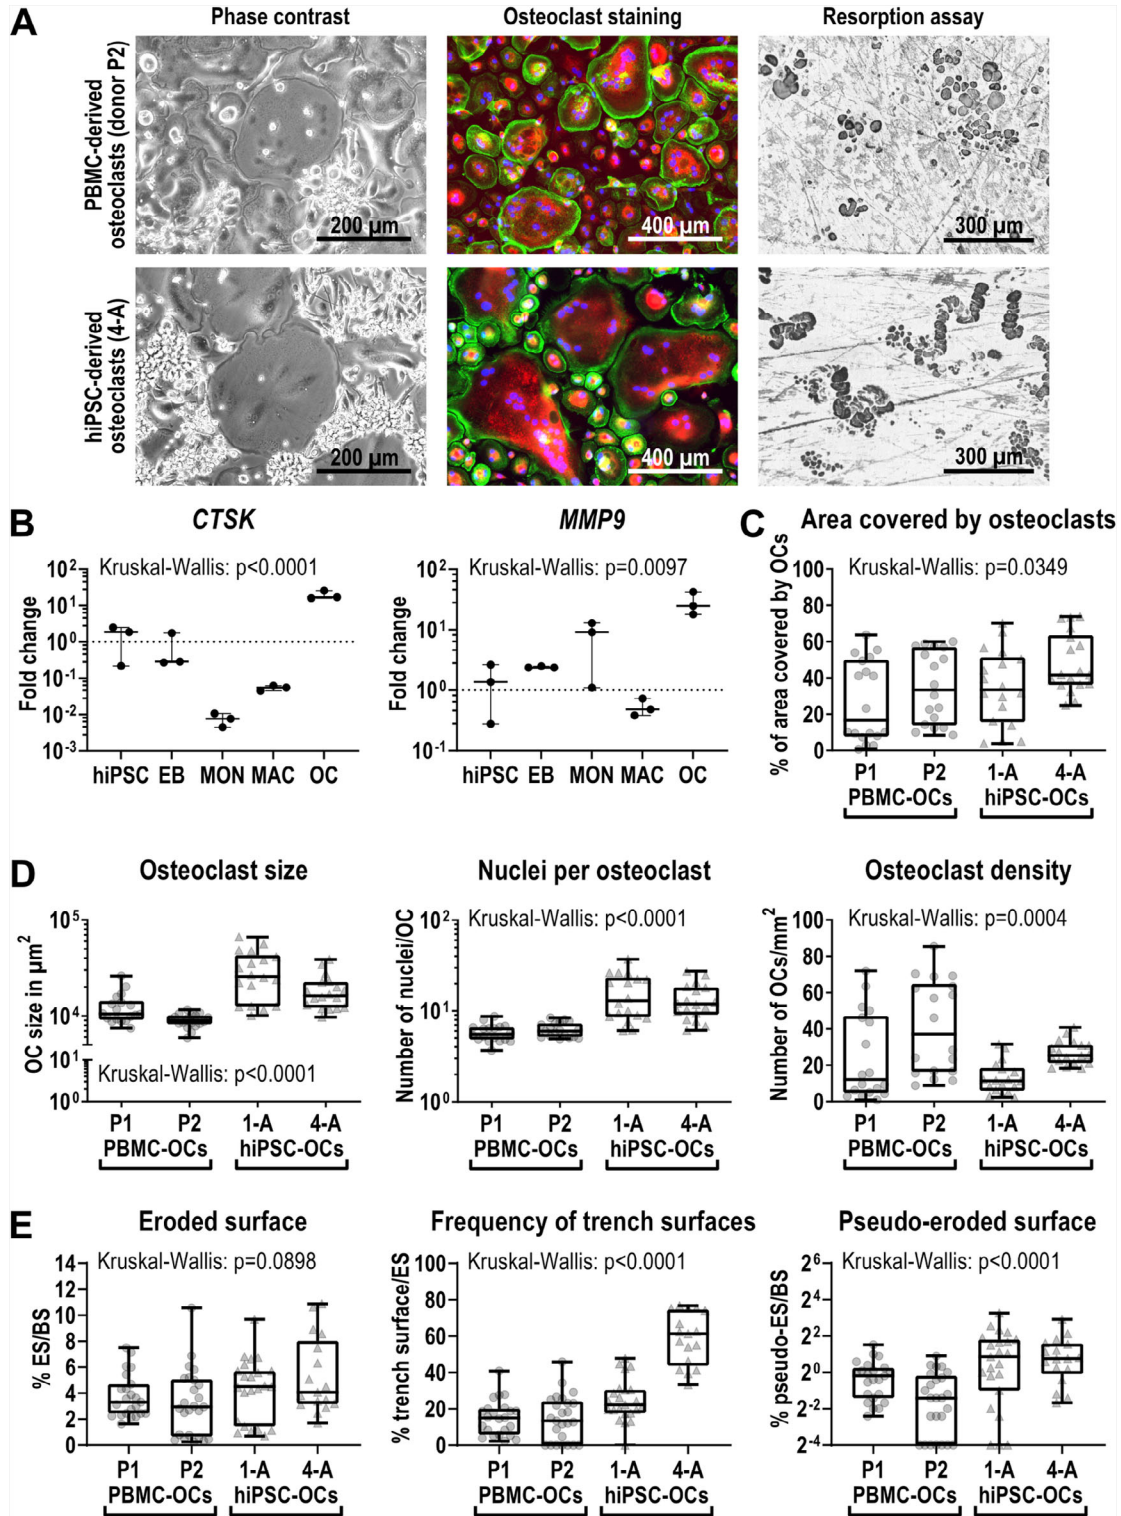 A
Phase contrast
Osteoclast staining
Resorption assay
PBMC-derived
osteoclasts (donor P2)
200 µm
400 µm
300 µm
hiPSC-derived
osteoclasts (4-A)
200 µm
400 µm
300 µm
B
CTSK
Kruskal-Wallis: p<0.0001
Fold change
10²
10¹
10⁰
10⁻¹
10⁻²
10⁻³
hiPSC EB MON MAC OC
MMP9
Kruskal-Wallis: p=0.0097
Fold change
10²
10¹
10⁰
10⁻¹
hiPSC EB MON MAC OC
C
Area covered by osteoclasts
Kruskal-Wallis: p=0.0349
% of area covered by OCs
100
80
60
40
20
0
P1 P2 1-A 4-A
PBMC-OCs hiPSC-OCs
D
Osteoclast size
OC size in µm²
10⁵
10⁴
10¹
10⁰
Kruskal-Wallis: p<0.0001
P1 P2 1-A 4-A
PBMC-OCs hiPSC-OCs
Nuclei per osteoclast
Kruskal-Wallis: p<0.0001
Number of nuclei/OC
10²
10¹
10⁰
P1 P2 1-A 4-A
PBMC-OCs hiPSC-OCs
Osteoclast density
Kruskal-Wallis: p=0.0004
Number of OCs/mm²
100
80
60
40
20
0
P1 P2 1-A 4-A
PBMC-OCs hiPSC-OCs
E
Eroded surface
Kruskal-Wallis: p=0.0898
% ES/BS
14
12
10
8
6
4
2
0
P1 P2 1-A 4-A
PBMC-OCs hiPSC-OCs
Frequency of trench surfaces
Kruskal-Wallis: p<0.0001
% trench surface/ES
100
80
60
40
20
0
P1 P2 1-A 4-A
PBMC-OCs hiPSC-OCs
Pseudo-eroded surface
Kruskal-Wallis: p<0.0001
% pseudo-ES/BS
2⁶
2⁴
2²
2⁰
2⁻²
2⁻⁴
P1 P2 1-A 4-A
PBMC-OCs hiPSC-OCs